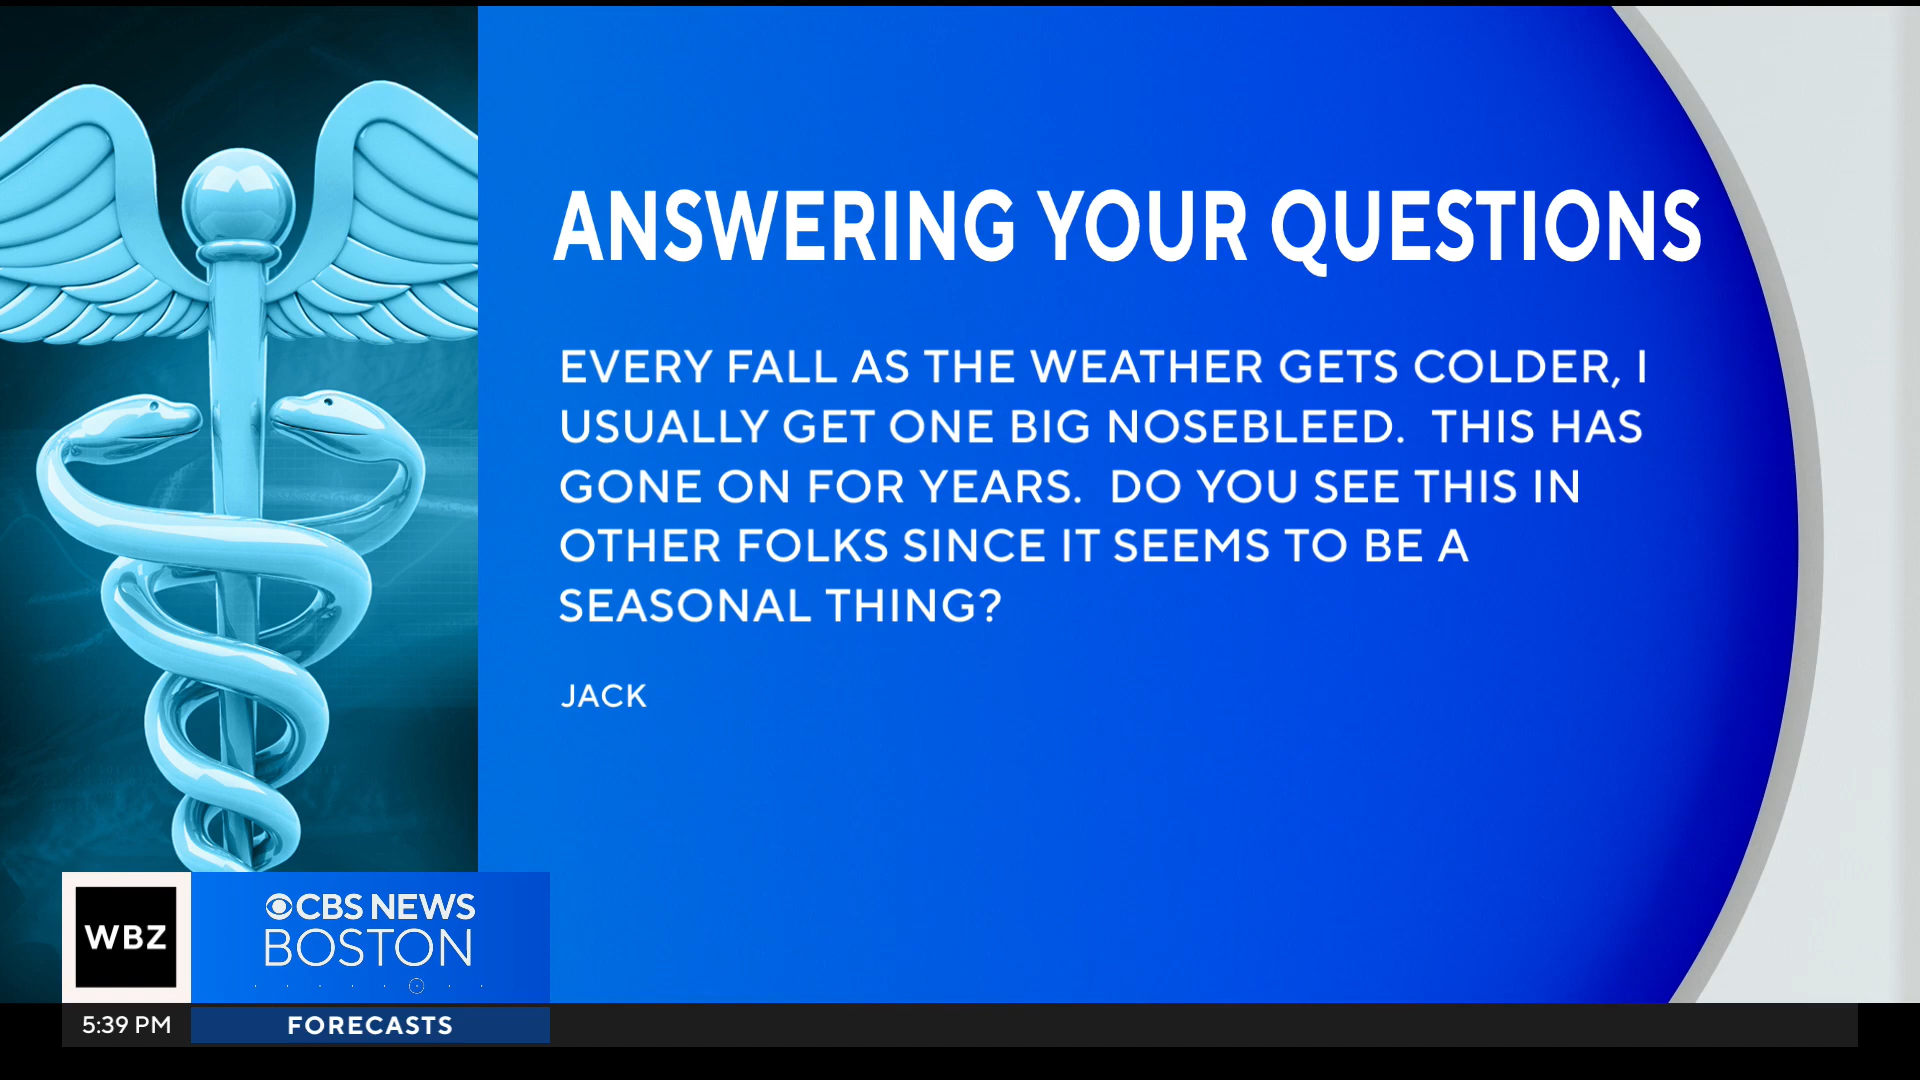 ANSWERING YOUR QUESTIONS
EVERY FALL AS THE WEATHER GETS COLDER, I
USUALLY GET ONE BIG NOSEBLEED.  THIS HAS
GONE ON FOR YEARS.  DO YOU SEE THIS IN
OTHER FOLKS SINCE IT SEEMS TO BE A
SEASONAL THING?
JACK
WBZ
CBS NEWS
BOSTON
5:39 PM
FORECASTS